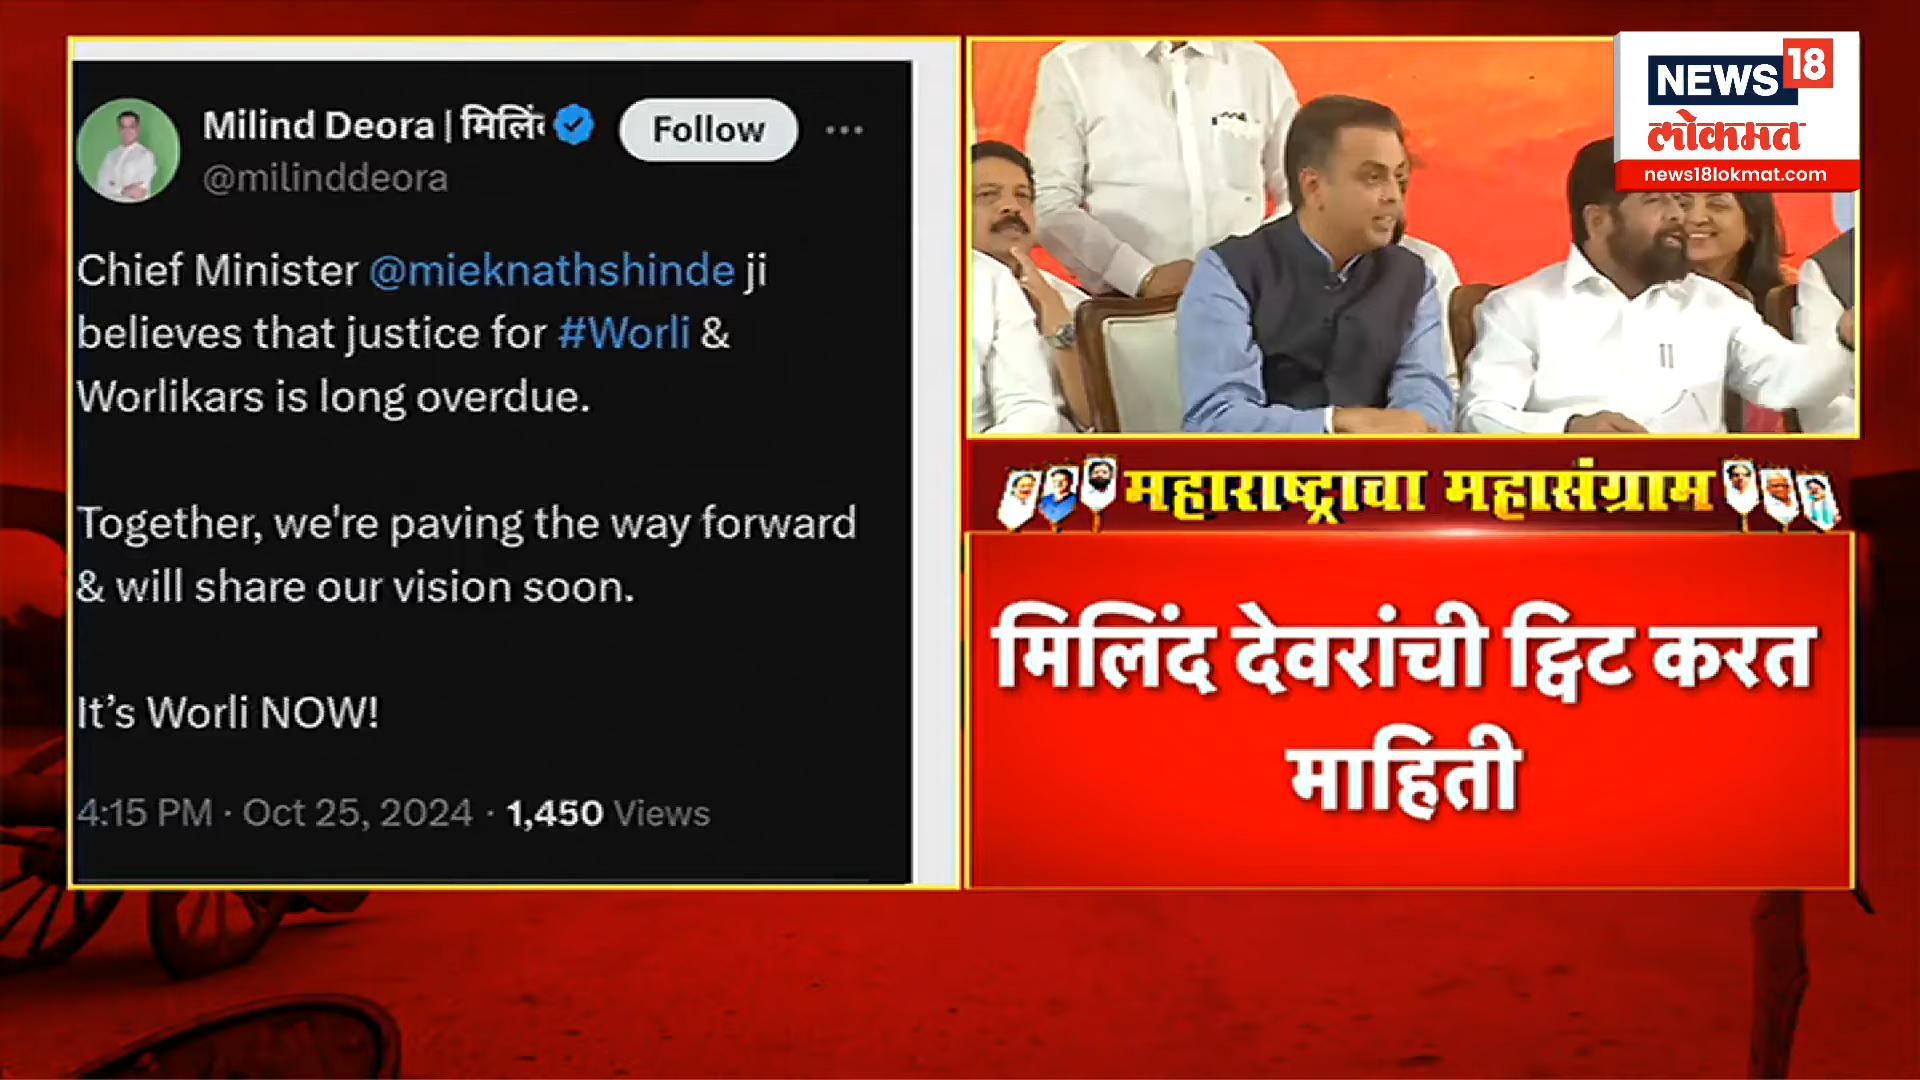 Milind Deora | मिलिं
Follow
@milinddeora
Chief Minister @mieknathshinde ji
believes that justice for #Worli &
Worlikars is long overdue.
Together, we're paving the way forward
& will share our vision soon.
It’s Worli NOW!
4:15 PM · Oct 25, 2024 · 1,450 Views
NEWS 18
लोकमत
news18lokmat.com
महाराष्ट्राचा महासंग्राम
मिलिंद देवरांची ट्विट करत
माहिती